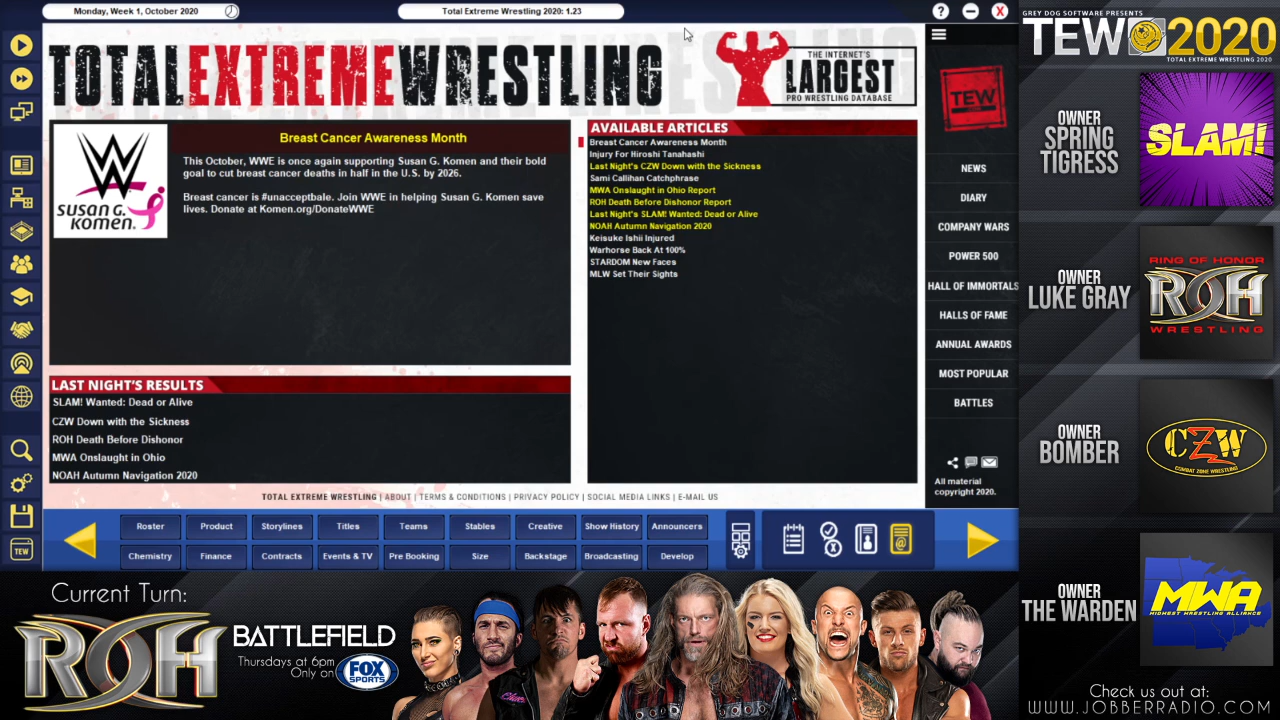 Monday, Week 1, October 2020
Total Extreme Wrestling 2020: 1.23
?
X
TOTALEXTREMEWRESTLING
THE INTERNET'S
LARGEST
PRO WRESTLING DATABASE
W
SUSAN G.
komen.
Breast Cancer Awareness Month
This October, WWE is once again supporting Susan G. Komen and their bold
goal to cut breast cancer deaths in half in the U.S. by 2026.
Breast cancer is #unacceptbale. Join WWE in helping Susan G. Komen save
lives. Donate at Komen.org/DonateWWE
AVAILABLE ARTICLES
Breast Cancer Awareness Month
Injury For Hiroshi Tanahashi
Last Night's CZW Down with the Sickness
Sami Callihan Catchphrase
MWA Onslaught in Ohio Report
ROH Death Before Dishonor Report
Last Night's SLAM! Wanted: Dead or Alive
NOAH Autumn Navigation 2020
Keisuke Ishii Injured
Warhorse Back At 100%
STARDOM New Faces
MLW Set Their Sights
LAST NIGHT'S RESULTS
SLAM! Wanted: Dead or Alive
CZW Down with the Sickness
ROH Death Before Dishonor
MWA Onslaught in Ohio
NOAH Autumn Navigation 2020
TOTAL EXTREME WRESTLING | ABOUT | TERMS & CONDITIONS | PRIVACY POLICY | SOCIAL MEDIA LINKS | E-MAIL US
TEW
NEWS
DIARY
COMPANY WARS
POWER 500
HALL OF IMMORTALS
HALLS OF FAME
ANNUAL AWARDS
MOST POPULAR
BATTLES
All material
copyright 2020.
TEW
Roster
Product
Storylines
Titles
Teams
Stables
Creative
Show History
Announcers
Chemistry
Finance
Contracts
Events & TV
Pre Booking
Size
Backstage
Broadcasting
Develop
GREY DOG SOFTWARE PRESENTS
TEW 2020
TOTAL EXTREME WRESTLING 2020
OWNER
SPRING
TIGRESS
SLAM!
OWNER
LUKE GRAY
RING OF HONOR
ROH
WRESTLING
OWNER
BOMBER
CZW
COMBAT ZONE WRESTLING
OWNER
THE WARDEN
MWA
MIDWEST WRESTLING ALLIANCE
Current Turn:
ROH
BATTLEFIELD
Thursdays at 6pm
Only on
FOX
SPORTS
Check us out at:
WWW.JOBBERRADIO.COM